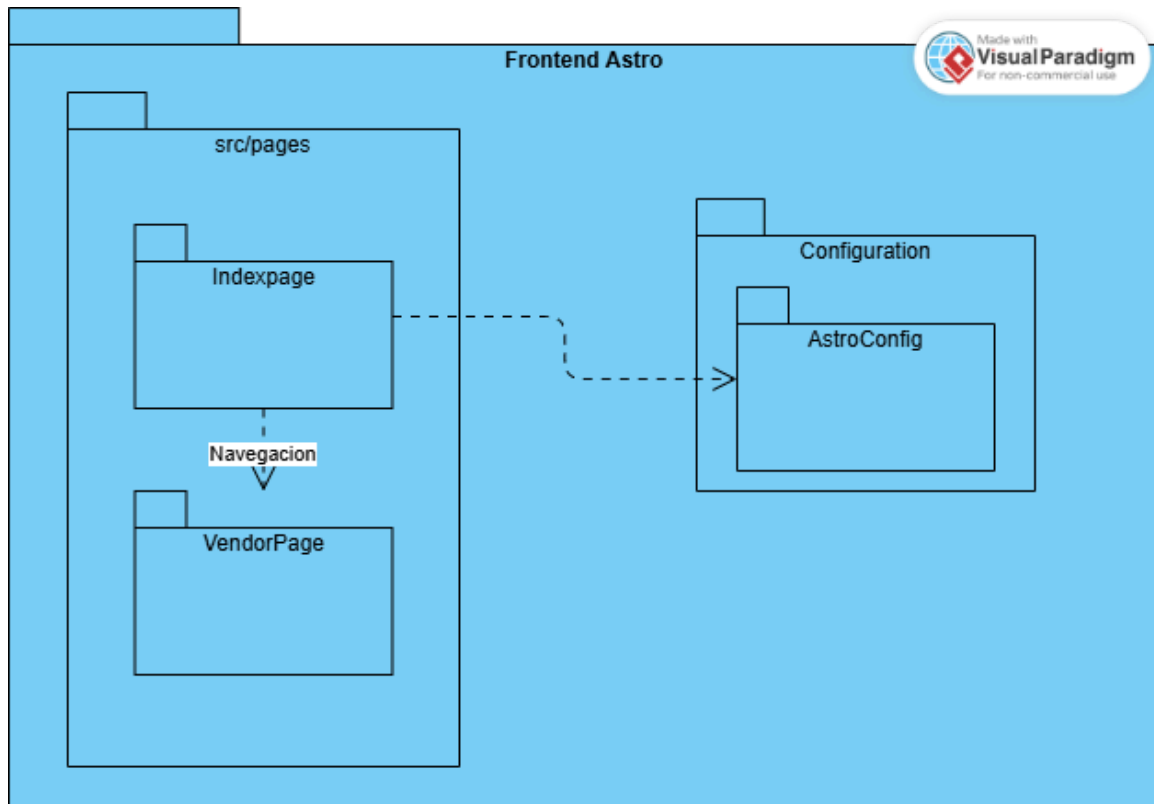 Frontend Astro
Made with
Visual Paradigm
For non-commercial use
src/pages
Indexpage
Navegacion
VendorPage
Configuration
AstroConfig